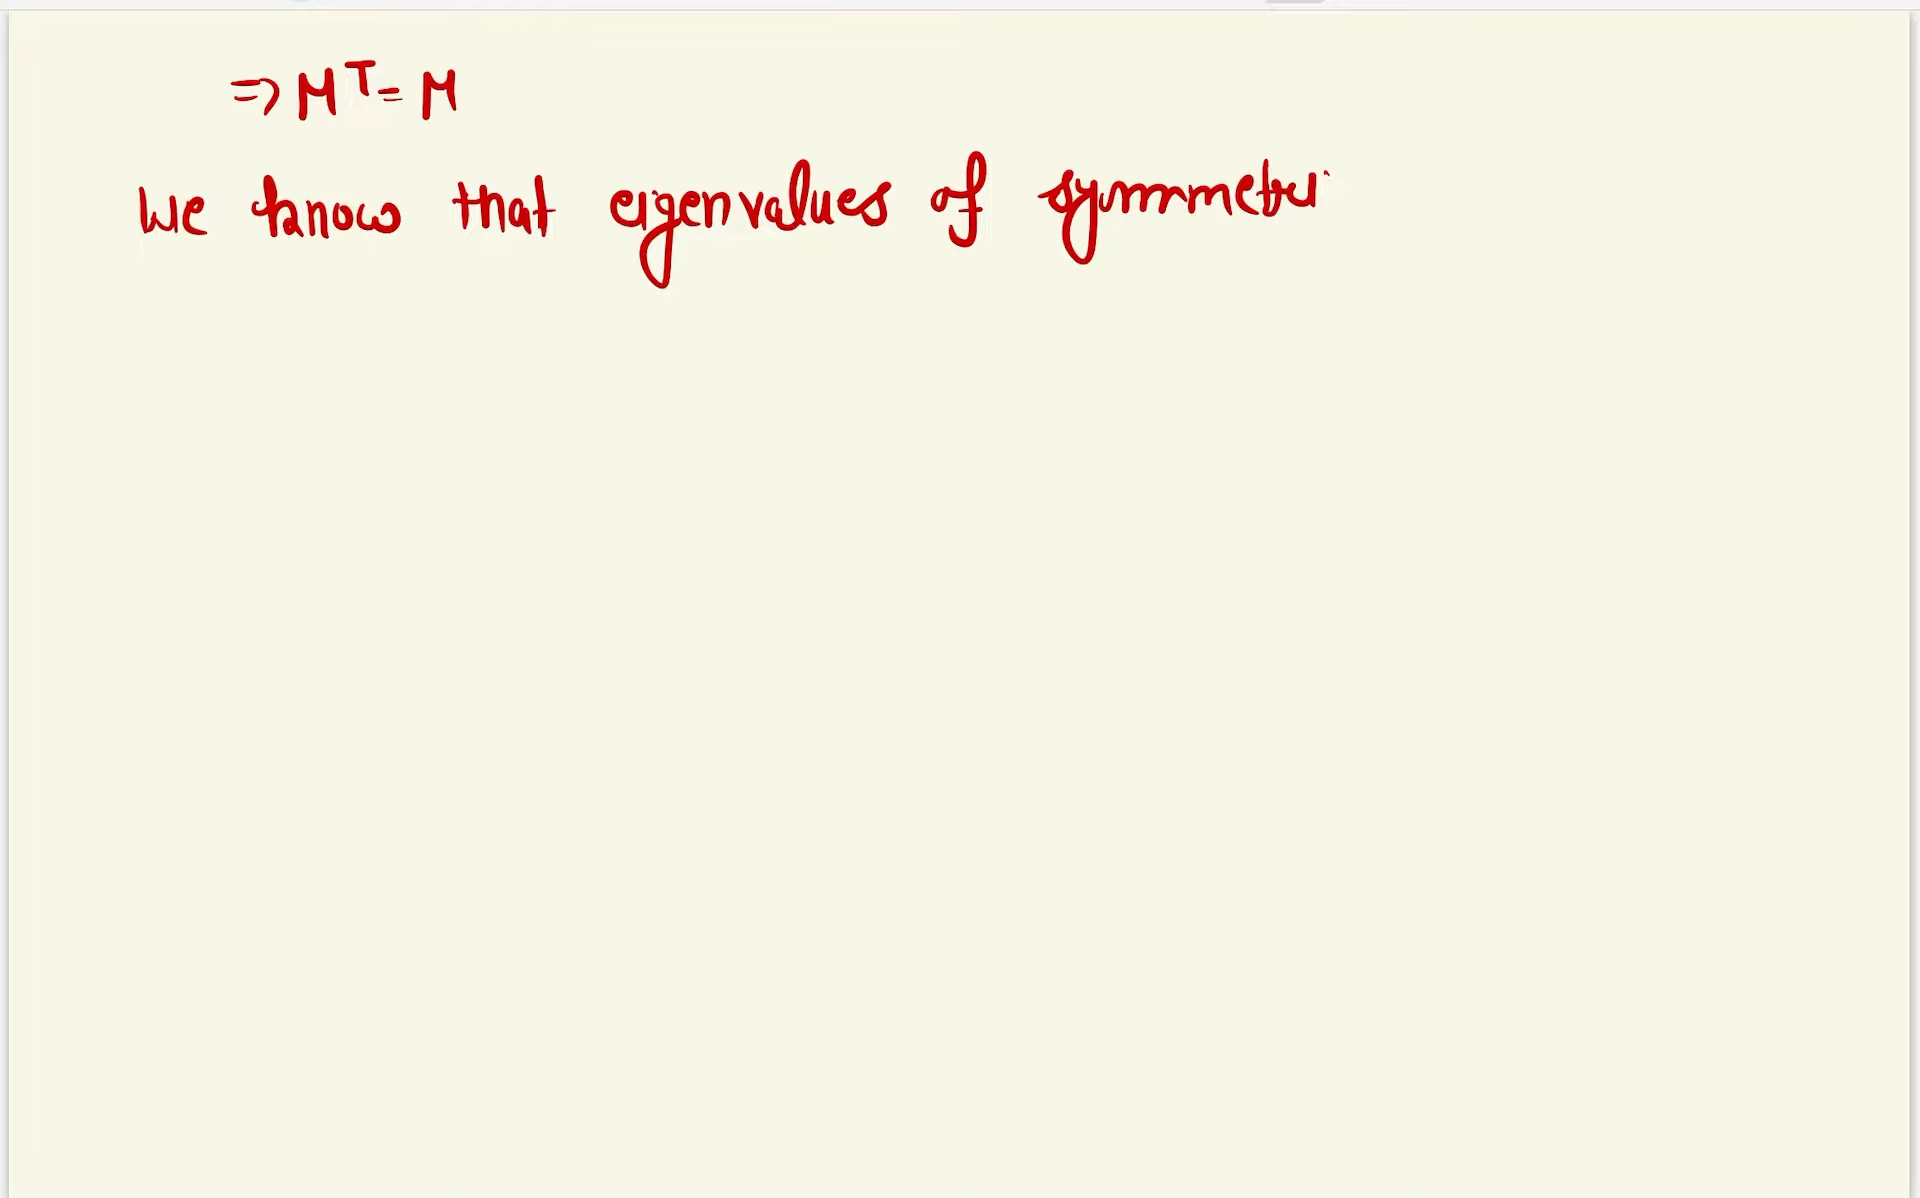 ⇒ M^T = M
We know that eigenvalues of symmetri